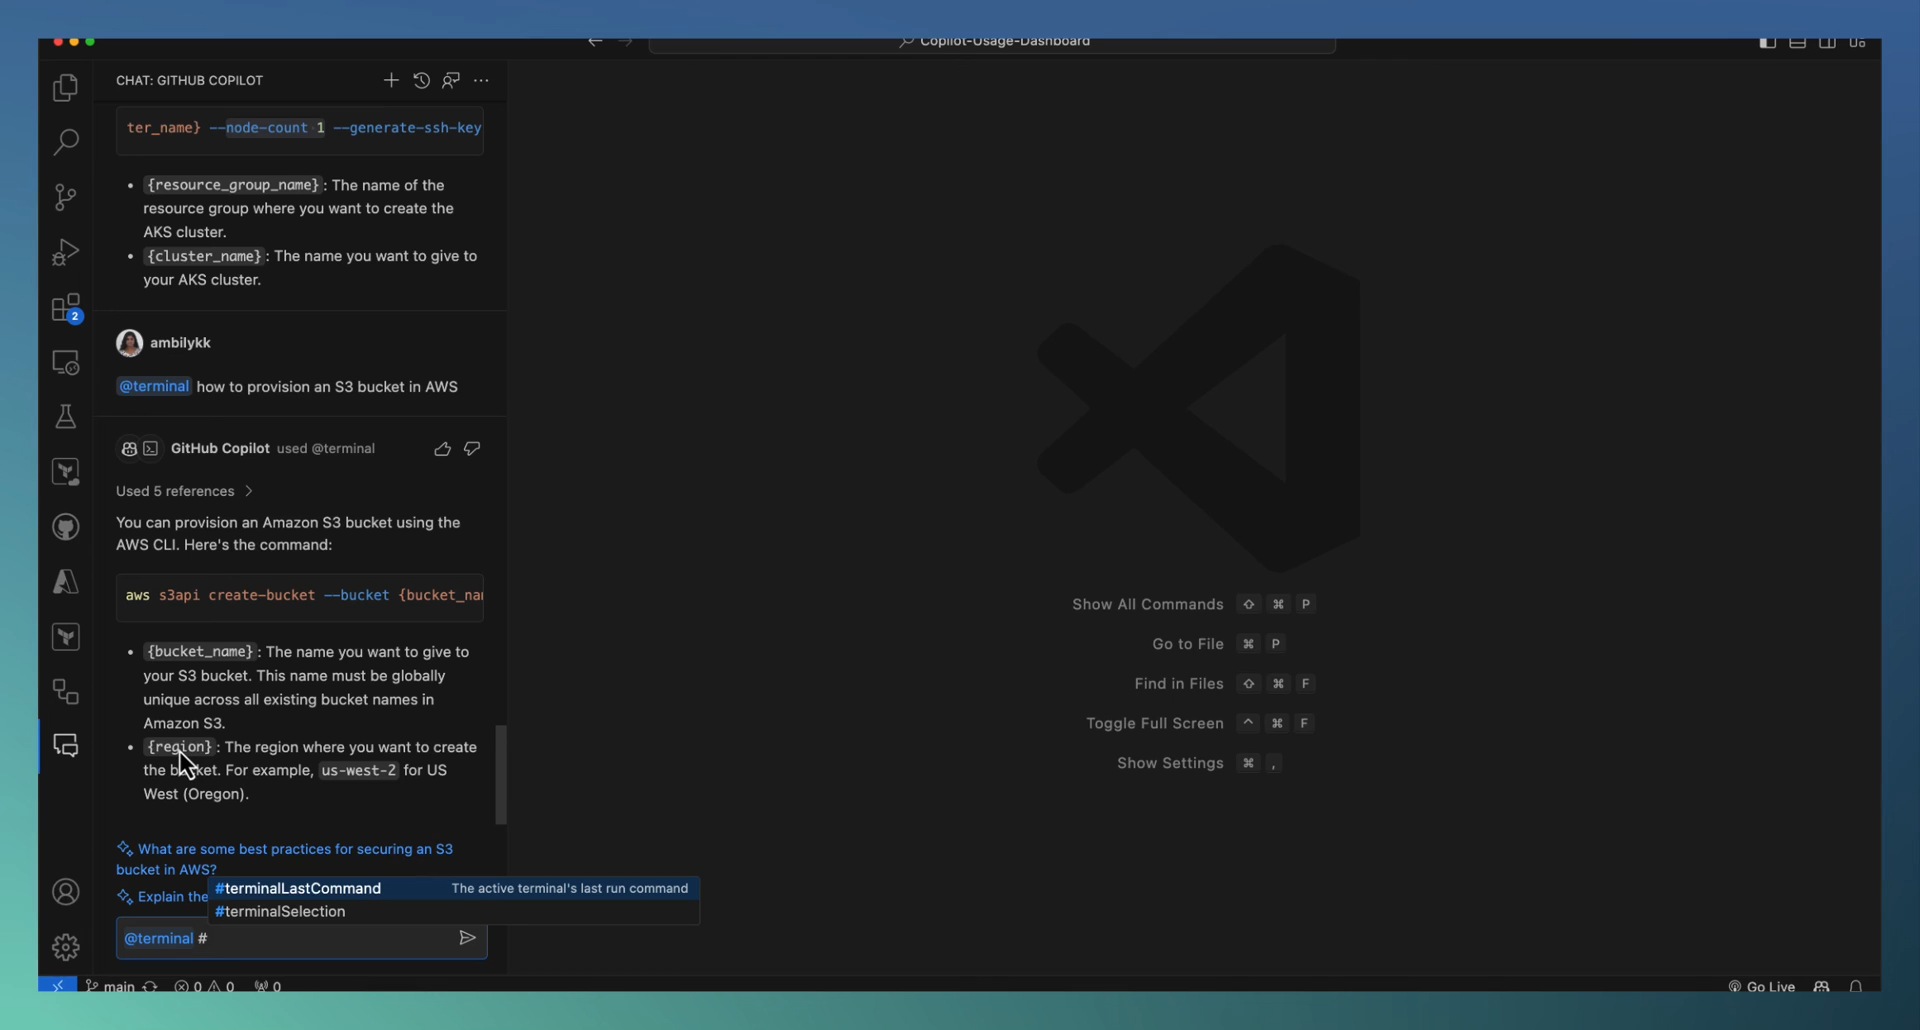 Copilot-Usage-Dashboard
CHAT: GITHUB COPILOT
ter_name} --node-count 1 --generate-ssh-key
• {resource_group_name}: The name of the
resource group where you want to create the
AKS cluster.
• {cluster_name}: The name you want to give to
your AKS cluster.
2
ambilykk
@terminal how to provision an S3 bucket in AWS
GitHub Copilot used @terminal
Used 5 references >
You can provision an Amazon S3 bucket using the
AWS CLI. Here's the command:
aws s3api create-bucket --bucket {bucket_nam
• {bucket_name}: The name you want to give to
your S3 bucket. This name must be globally
unique across all existing bucket names in
Amazon S3.
• {region}: The region where you want to create
the bucket. For example, us-west-2 for US
West (Oregon).
What are some best practices for securing an S3
bucket in AWS?
Explain the
#terminalLastCommand The active terminal's last run command
#terminalSelection
@terminal #
Show All Commands ⇧ ⌘ P
Go to File ⌘ P
Find in Files ⇧ ⌘ F
Toggle Full Screen ^ ⌘ F
Show Settings ⌘ ,
main 0 0 0
Go Live